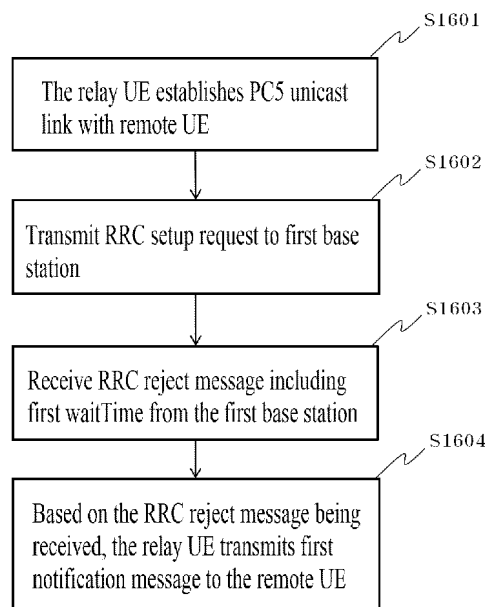 S1601
The relay UE establishes PC5 unicast
link with remote UE
S1602
Transmit RRC setup request to first base
station
S1603
Receive RRC reject message including
first waitTime from the first base station
S1604
Based on the RRC reject message being
received, the relay UE transmits first
notification message to the remote UE